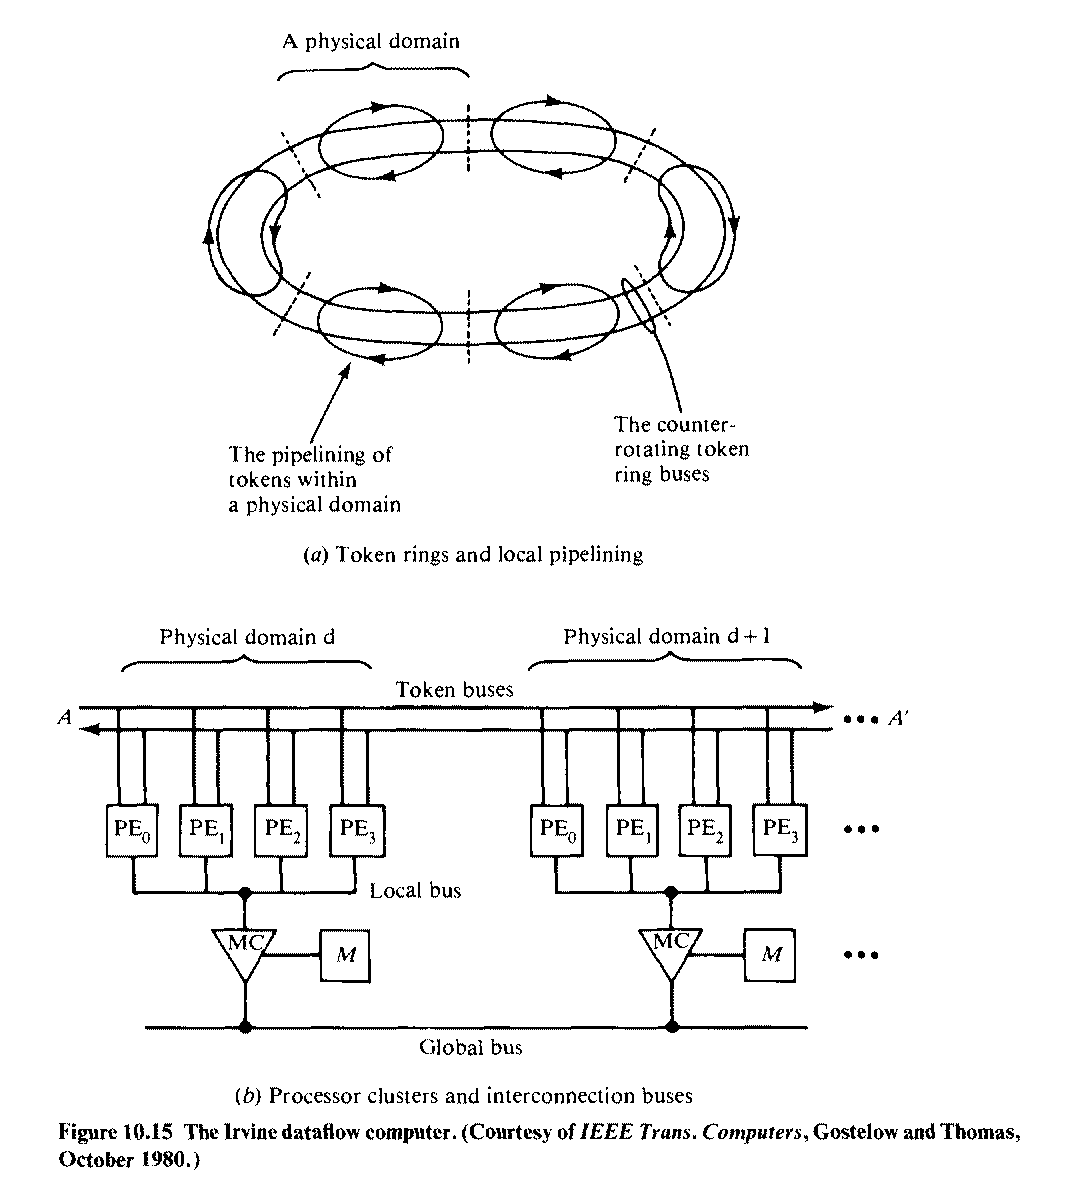 A physical domain
The pipelining of
tokens within
a physical domain
The counter-
rotating token
ring buses
(a) Token rings and local pipelining
Physical domain d
Physical domain d + 1
Token buses
A
••• A′
PE0 PE1 PE2 PE3
PE0 PE1 PE2 PE3 •••
Local bus
MC M
MC M •••
Global bus
(b) Processor clusters and interconnection buses
Figure 10.15 The Irvine dataflow computer. (Courtesy of IEEE Trans. Computers, Gostelow and Thomas,
October 1980.)